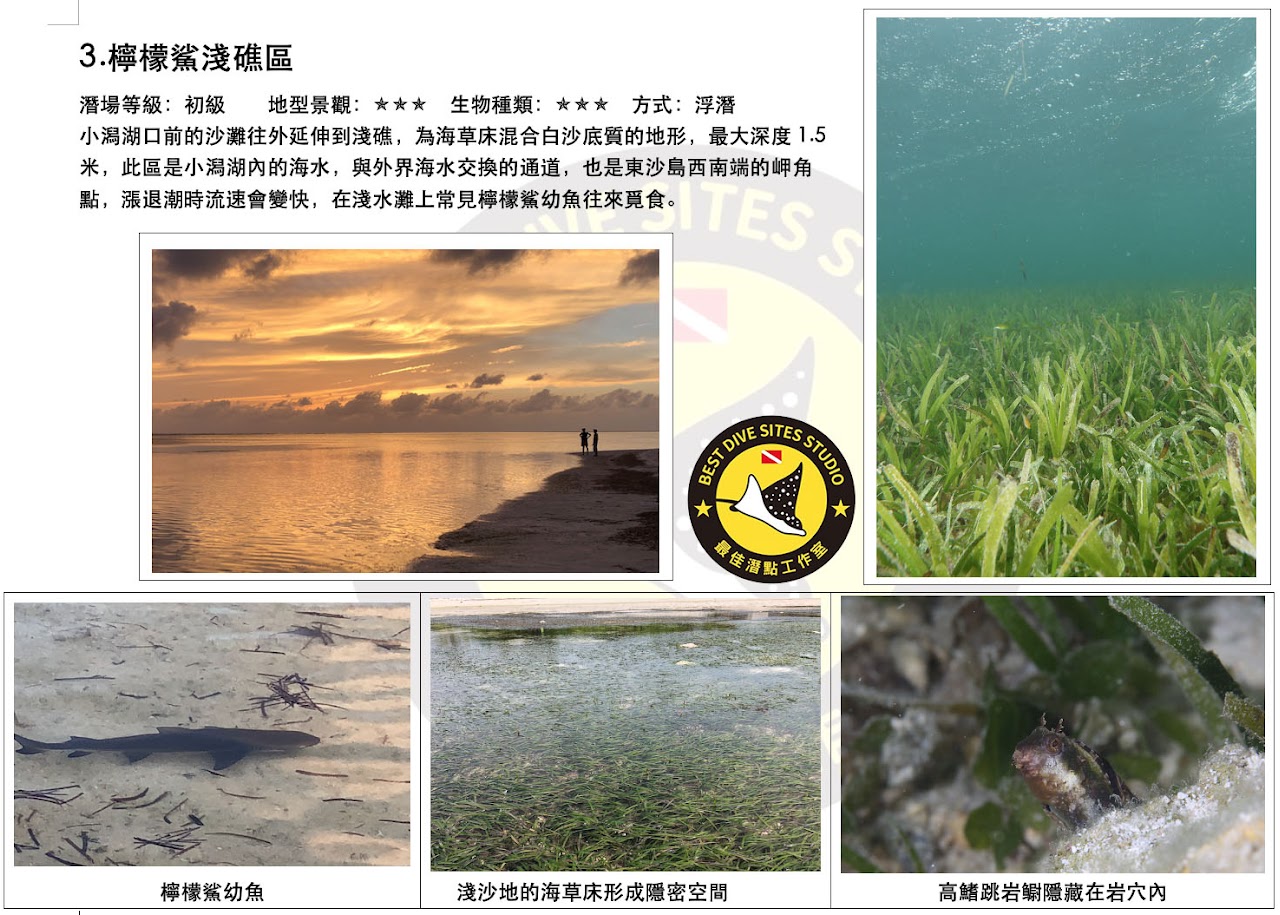 3.檸檬鯊淺礁區
潛場等級：初級 地型景觀：★★★ 生物種類：★★★ 方式：浮潛
小潟湖口前的沙灘往外延伸到淺礁，為海草床混合白沙底質的地形，最大深度 1.5
米，此區是小潟湖內的海水，與外界海水交換的通道，也是東沙島西南端的岬角
點，漲退潮時流速會變快，在淺水灘上常見檸檬鯊幼魚往來覓食。
BEST DIVE SITES STUDIO
最佳潛點工作室
檸檬鯊幼魚
淺沙地的海草床形成隱密空間
高鰭跳岩鳚隱藏在岩穴內